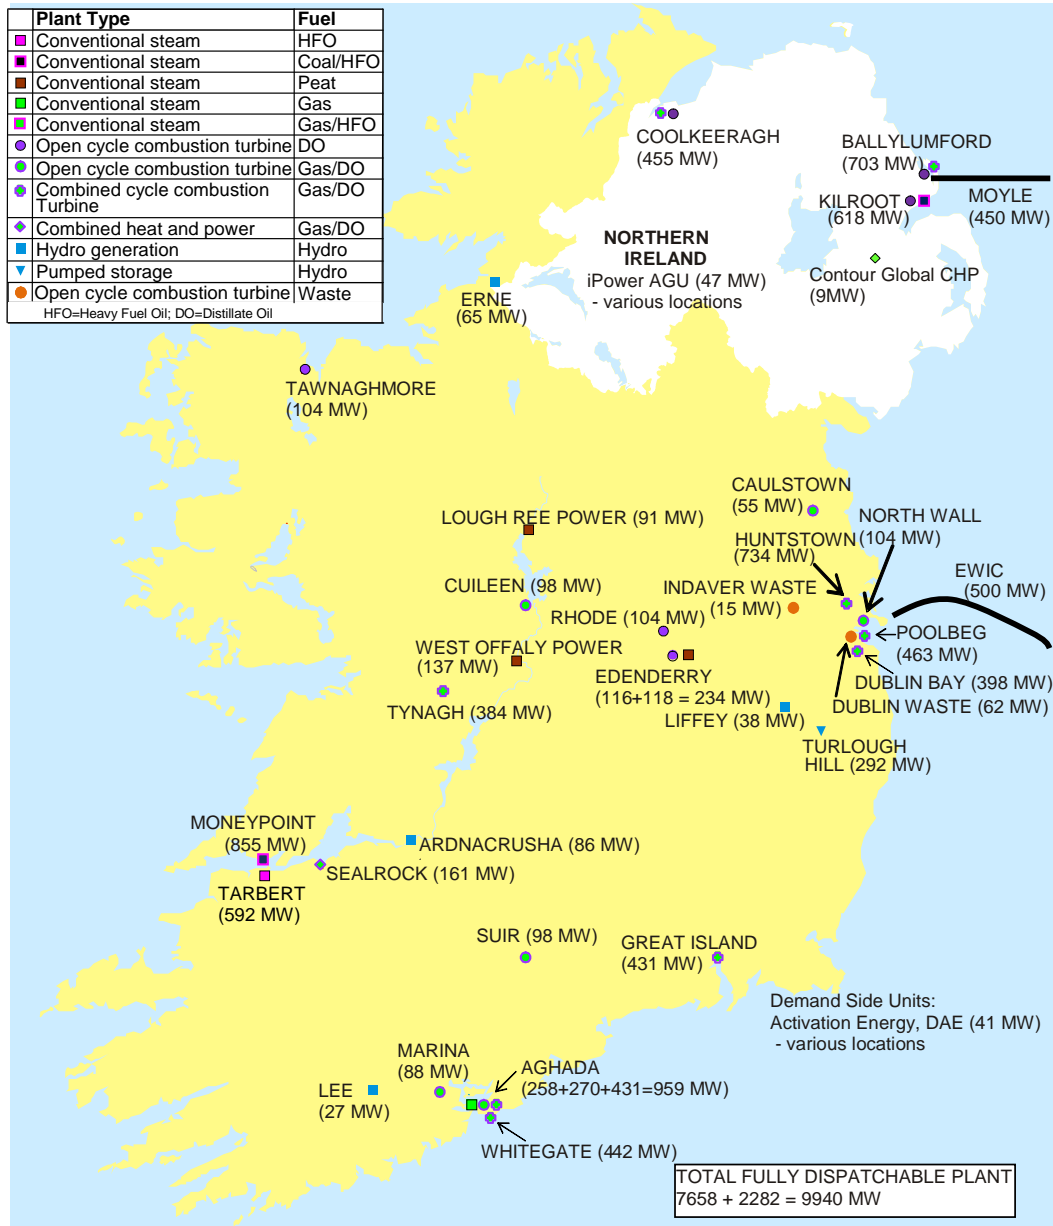 Plant Type Fuel
Conventional steam HFO
Conventional steam Coal/HFO
Conventional steam Peat
Conventional steam Gas
Conventional steam Gas/HFO
Open cycle combustion turbine DO
Open cycle combustion turbine Gas/DO
Combined cycle combustion Gas/DO
Turbine
Combined heat and power Gas/DO
Hydro generation Hydro
Pumped storage Hydro
Open cycle combustion turbine Waste
HFO=Heavy Fuel Oil; DO=Distillate Oil
COOLKEERAGH
(455 MW)
BALLYLUMFORD
(703 MW)
MOYLE
(450 MW)
KILROOT
(618 MW)
NORTHERN
IRELAND
iPower AGU (47 MW)
- various locations
Contour Global CHP
(9MW)
ERNE
(65 MW)
TAWNAGHMORE
(104 MW)
CAULSTOWN
(55 MW)
LOUGH REE POWER (91 MW)
NORTH WALL
(104 MW)
HUNTSTOWN
(734 MW)
EWIC
(500 MW)
CUILEEN (98 MW)
INDAVER WASTE
(15 MW)
RHODE (104 MW)
POOLBEG
(463 MW)
WEST OFFALY POWER
(137 MW)
EDENDERRY
(116+118 = 234 MW)
DUBLIN BAY (398 MW)
DUBLIN WASTE (62 MW)
TYNAGH (384 MW)
LIFFEY (38 MW)
TURLOUGH
HILL (292 MW)
MONEYPOINT
(855 MW)
ARDNACRUSHA (86 MW)
SEALROCK (161 MW)
TARBERT
(592 MW)
SUIR (98 MW)
GREAT ISLAND
(431 MW)
Demand Side Units:
Activation Energy, DAE (41 MW)
- various locations
MARINA
(88 MW)
AGHADA
(258+270+431=959 MW)
LEE
(27 MW)
WHITEGATE (442 MW)
TOTAL FULLY DISPATCHABLE PLANT
7658 + 2282 = 9940 MW